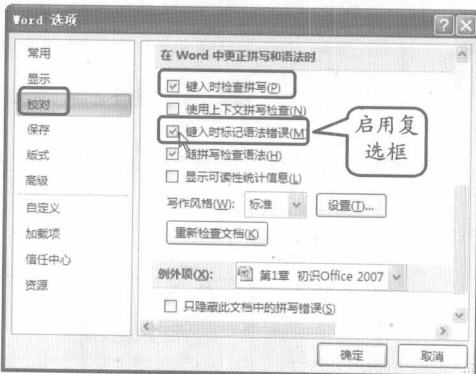 Word 选项
常用
显示
校对
保存
版式
高级
自定义
加载项
信任中心
资源
在 Word 中更正拼写和语法时
键入时检查拼写(P)
使用上下文拼写检查(N)
键入时标记语法错误(M
随拼写检查语法(H)
显示可读性统计信息(L)
写作风格(W): 标准 设置(T)...
重新检查文档(K)
例外项(X): 第1章 初识Office 2007
只隐藏此文档中的拼写错误(S)
确定 取消
启用复
选框